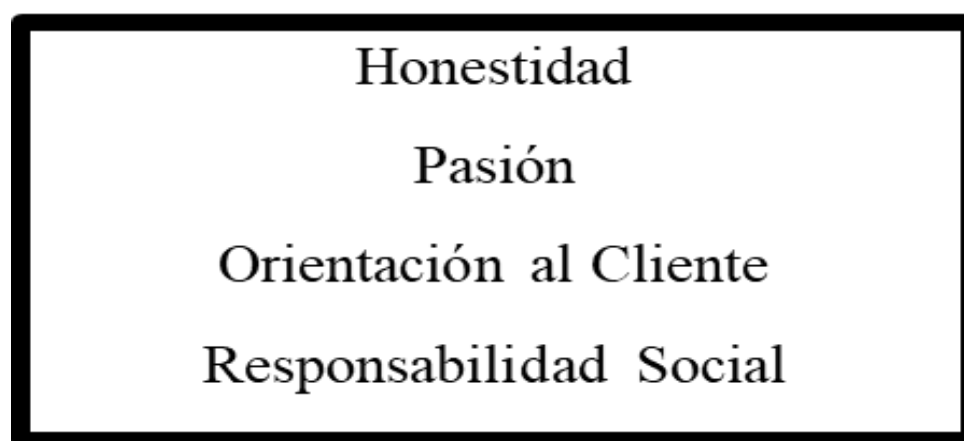 Honestidad
Pasión
Orientación al Cliente
Responsabilidad Social